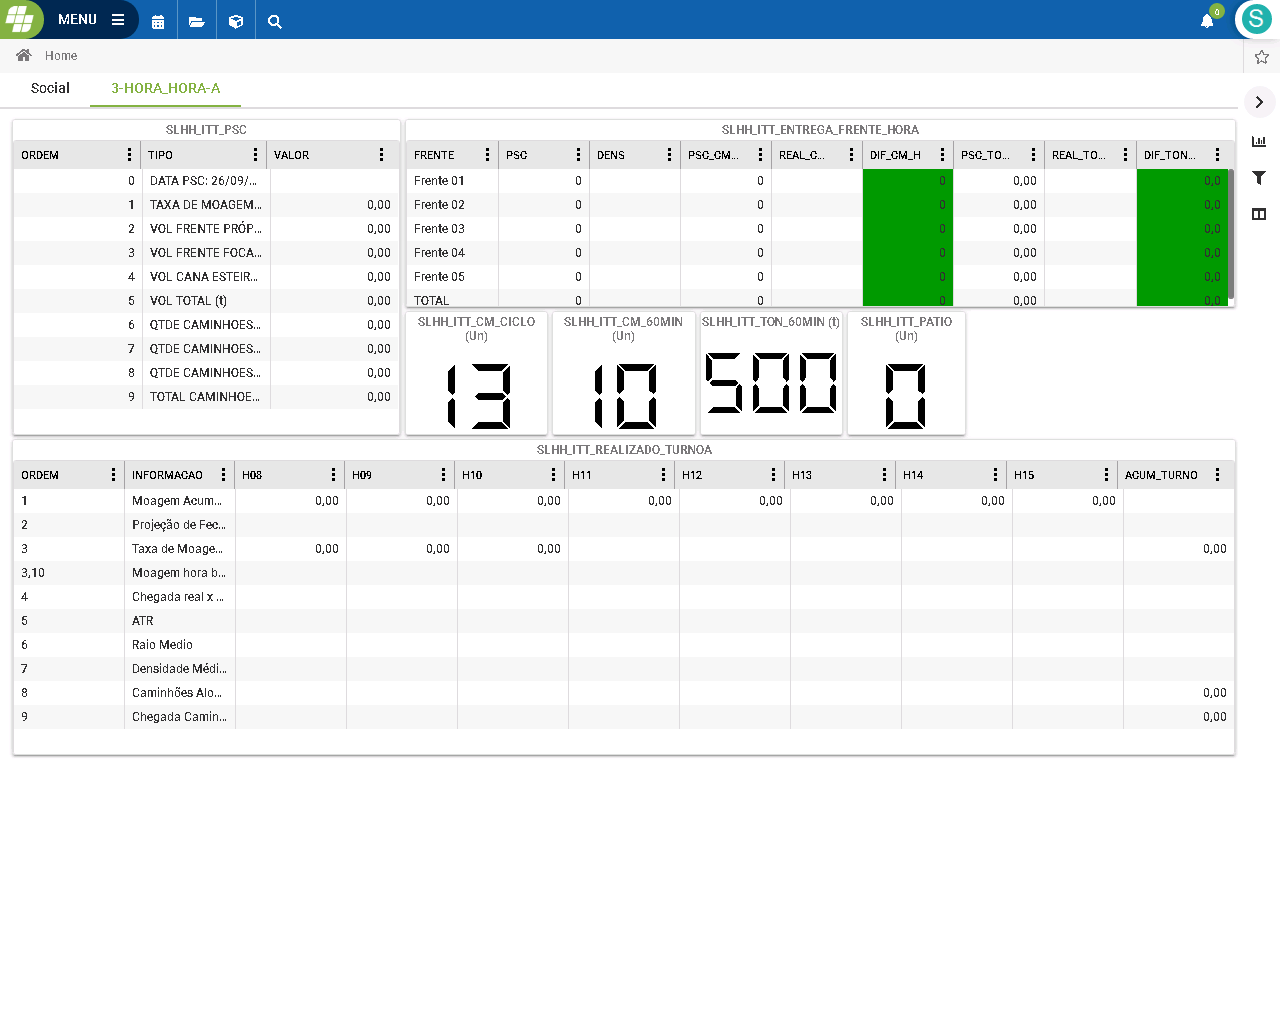 MENU
0
S
Home
Social 3-HORA_HORA-A
SLHH_ITT_PSC
ORDEM TIPO VALOR
0 DATA PSC: 26/09/...
1 TAXA DE MOAGEM... 0,00
2 VOL FRENTE PRÓP... 0,00
3 VOL FRENTE FOCA... 0,00
4 VOL CANA ESTEIR... 0,00
5 VOL TOTAL (t) 0,00
6 QTDE CAMINHOES... 0,00
7 QTDE CAMINHOES... 0,00
8 QTDE CAMINHOES... 0,00
9 TOTAL CAMINHOE... 0,00
SLHH_ITT_ENTREGA_FRENTE_HORA
FRENTE PSC DENS PSC_CM... REAL_C... DIF_CM_H PSC_TO... REAL_TO... DIF_TON...
Frente 01 0 0 0 0,00 0,0
Frente 02 0 0 0 0,00 0,0
Frente 03 0 0 0 0,00 0,0
Frente 04 0 0 0 0,00 0,0
Frente 05 0 0 0 0,00 0,0
TOTAL 0 0 0 0,00 0,0
SLHH_ITT_CM_CICLO
(Un)
13
SLHH_ITT_CM_60MIN
(Un)
10
SLHH_ITT_TON_60MIN (t)
500
SLHH_ITT_PATIO
(Un)
0
SLHH_ITT_REALIZADO_TURNOA
ORDEM INFORMACAO H08 H09 H10 H11 H12 H13 H14 H15 ACUM_TURNO
1 Moagem Acum... 0,00 0,00 0,00 0,00 0,00 0,00 0,00 0,00
2 Projeção de Fec...
3 Taxa de Moage... 0,00 0,00 0,00 0,00
3,10 Moagem hora b...
4 Chegada real x ...
5 ATR
6 Raio Medio
7 Densidade Médi...
8 Caminhões Alo... 0,00
9 Chegada Camin... 0,00